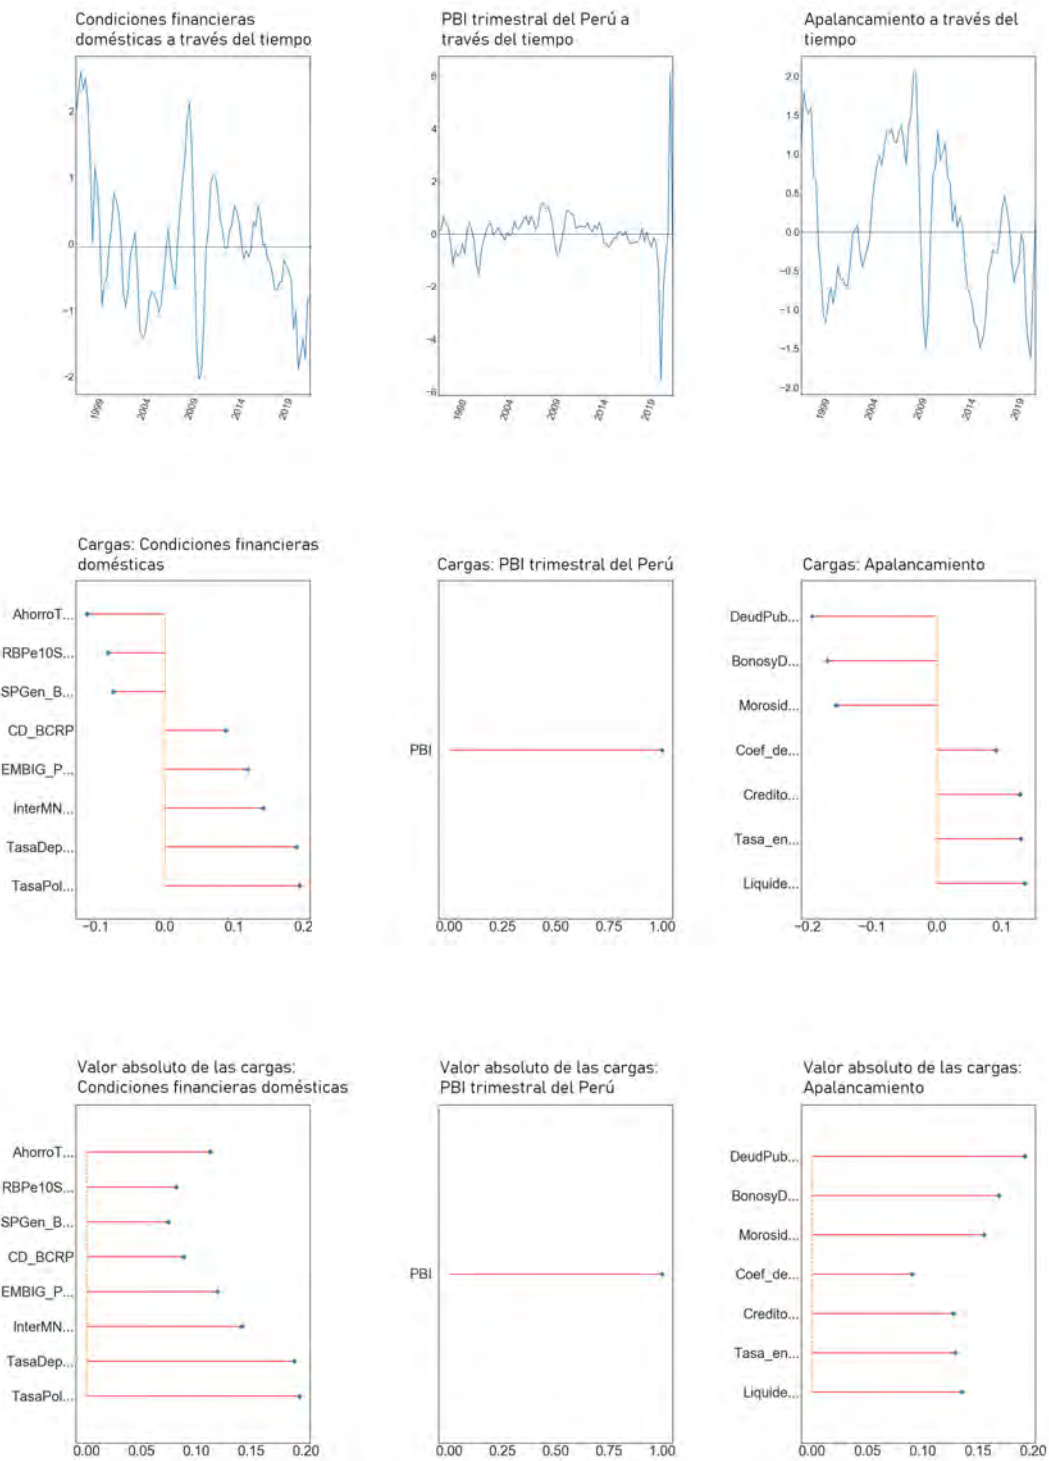 Condiciones financieras
domésticas a través del tiempo
2
1
0
−1
−2
1999
2004
2009
2014
2019
PBI trimestral del Perú a
través del tiempo
6
4
2
0
−2
−4
−6
2004
2009
2014
2019
Apalancamiento a través del
tiempo
2.0
1.5
1.0
0.5
0.0
−0.5
−1.0
−1.5
−2.0
1999
2004
2009
2014
2019
Cargas: Condiciones financieras
domésticas
AhorroT...
RBPe10S...
SPGen_B...
CD_BCRP
EMBIG_P...
InterMN...
TasaDep...
TasaPol...
−0.1 0.0 0.1 0.2
Cargas: PBI trimestral del Perú
PBI
0.00 0.25 0.50 0.75 1.00
Cargas: Apalancamiento
DeudPub...
BonosyD...
Morosid...
Coef_de...
Credito...
Tasa_en...
Liquide...
−0.2 −0.1 0.0 0.1
Valor absoluto de las cargas:
Condiciones financieras domésticas
AhorroT...
RBPe10S...
SPGen_B...
CD_BCRP
EMBIG_P...
InterMN...
TasaDep...
TasaPol...
0.00 0.05 0.10 0.15 0.20
Valor absoluto de las cargas:
PBI trimestral del Perú
PBI
0.00 0.25 0.50 0.75 1.00
Valor absoluto de las cargas:
Apalancamiento
DeudPub...
BonosyD...
Morosid...
Coef_de...
Credito...
Tasa_en...
Liquide...
0.00 0.05 0.10 0.15 0.20